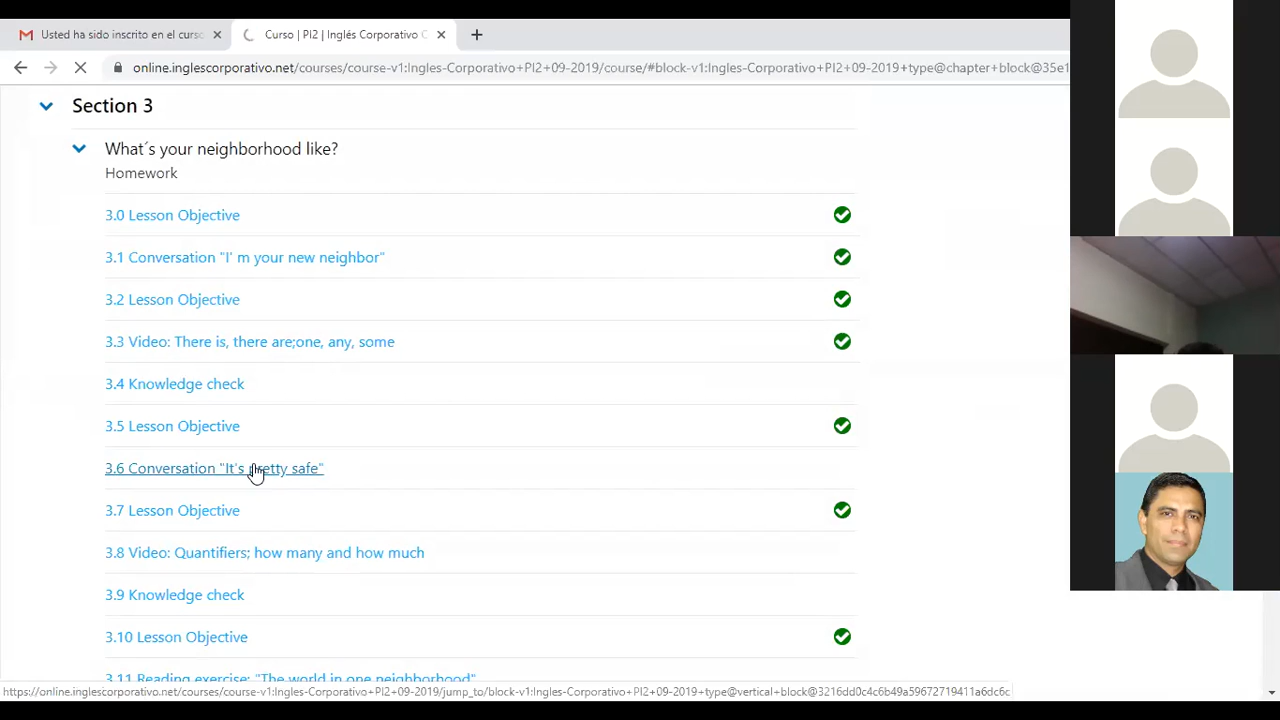 Usted ha sido inscrito en el curso
Curso | PI2 | Inglés Corporativo C
online.inglescorporativo.net/courses/course-v1:Ingles-Corporativo+PI2+09-2019/course/#block-v1:Ingles-Corporativo+PI2+09-2019+type@chapter+block@35e1
Section 3
What´s your neighborhood like?
Homework
3.0 Lesson Objective
3.1 Conversation "I' m your new neighbor"
3.2 Lesson Objective
3.3 Video: There is, there are;one, any, some
3.4 Knowledge check
3.5 Lesson Objective
3.6 Conversation "It's pretty safe"
3.7 Lesson Objective
3.8 Video: Quantifiers; how many and how much
3.9 Knowledge check
3.10 Lesson Objective
3.11 Reading exercise: "The world in one neighborhood"
https://online.inglescorporativo.net/courses/course-v1:Ingles-Corporativo+PI2+09-2019/jump_to/block-v1:Ingles-Corporativo+PI2+09-2019+type@vertical+block@3216dd0c4c6b49a59672719411a6dc6c